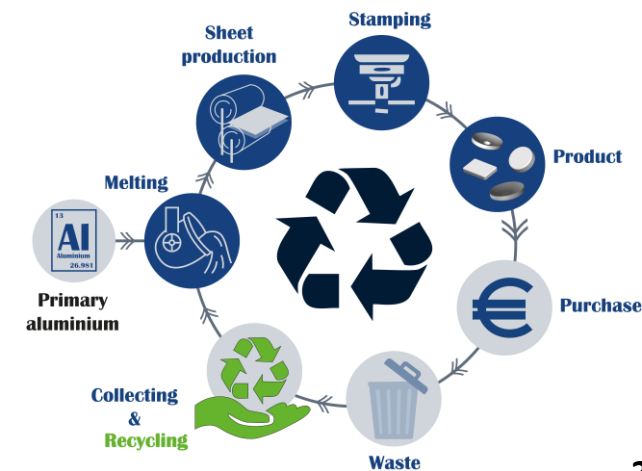 Stamping
Sheet
production
Product
Melting
13
Al
Aluminium
26.981
Primary
aluminium
€
Purchase
Collecting
&
Recycling
Waste